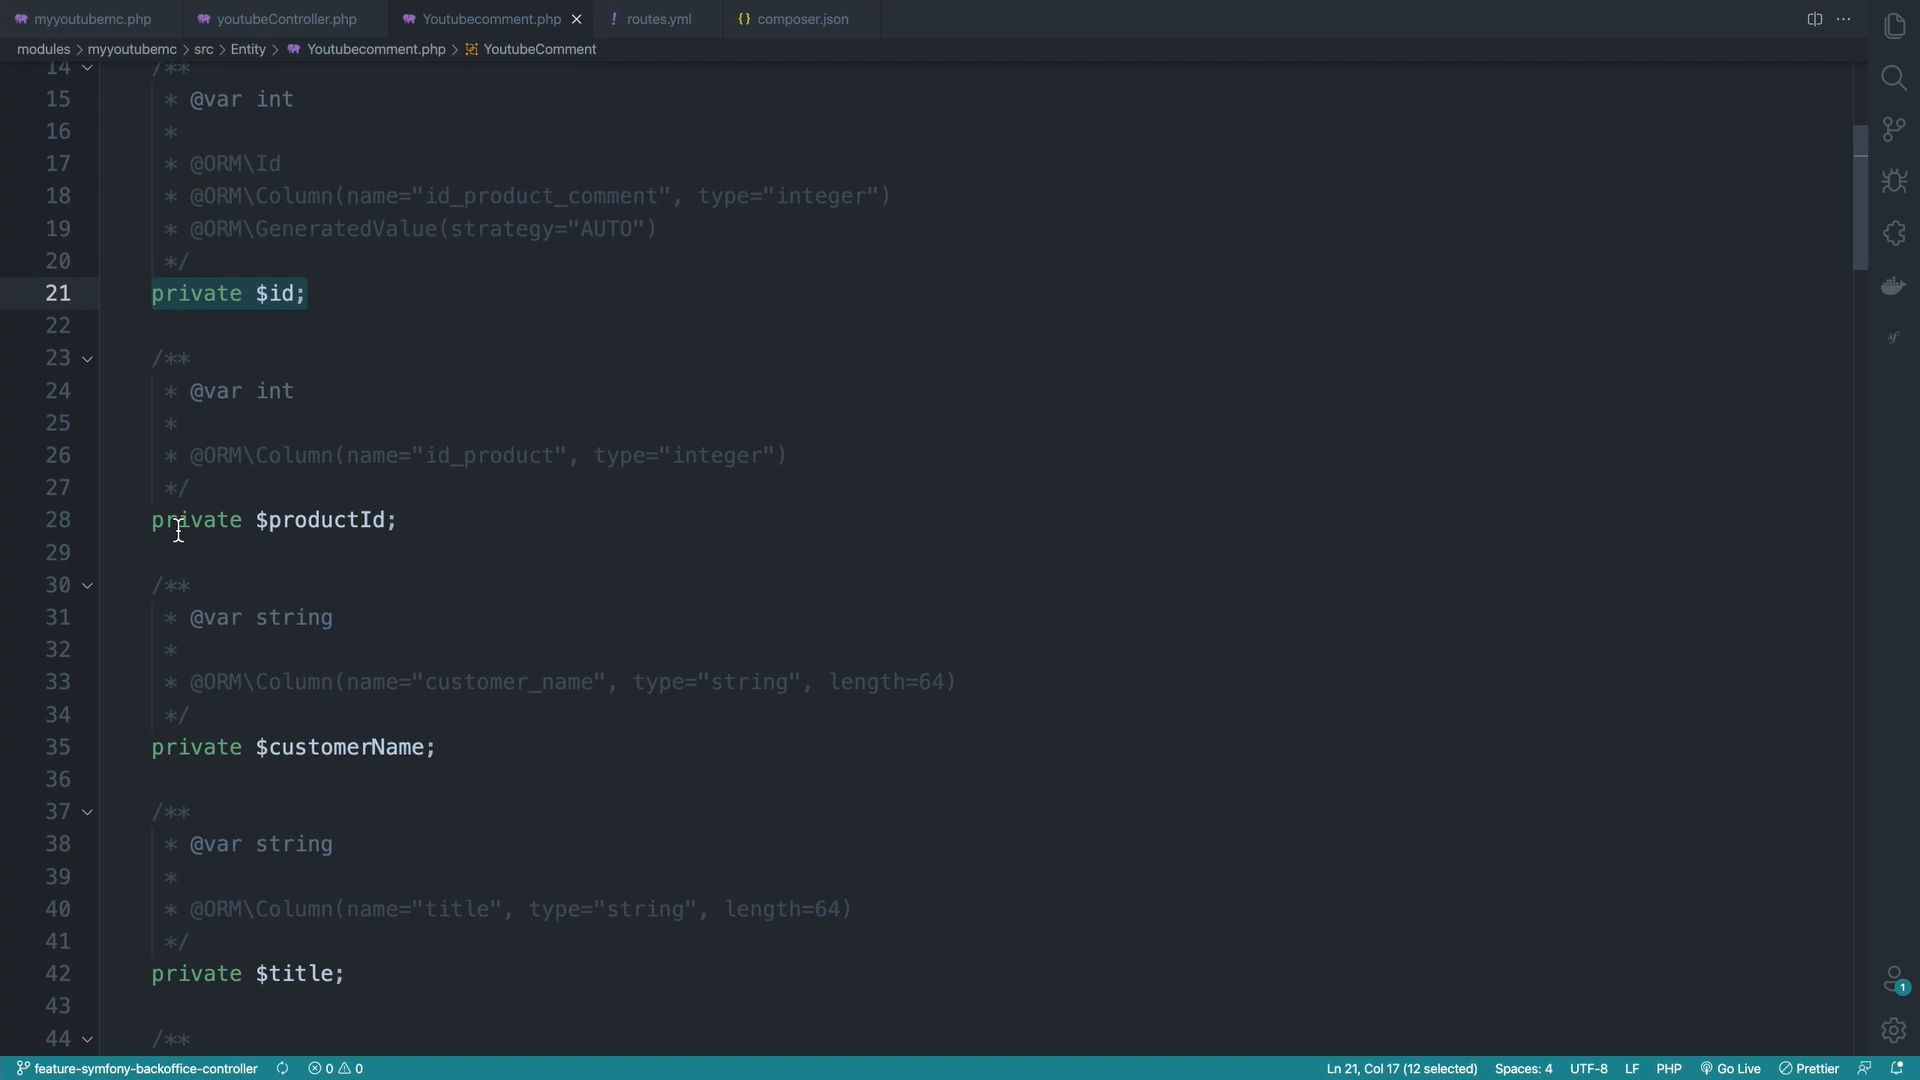 myyoutubemc.php youtubeController.php Youtubecomment.php routes.yml composer.json
modules > myyoutubemc > src > Entity > Youtubecomment.php > YoutubeComment
14 /**
15 * @var int
16 *
17 * @ORM\Id
18 * @ORM\Column(name="id_product_comment", type="integer")
19 * @ORM\GeneratedValue(strategy="AUTO")
20 */
21 private $id;
22
23 /**
24 * @var int
25 *
26 * @ORM\Column(name="id_product", type="integer")
27 */
28 private $productId;
29
30 /**
31 * @var string
32 *
33 * @ORM\Column(name="customer_name", type="string", length=64)
34 */
35 private $customerName;
36
37 /**
38 * @var string
39 *
40 * @ORM\Column(name="title", type="string", length=64)
41 */
42 private $title;
43
44 /**
1
feature-symfony-backoffice-controller 0 0 Ln 21, Col 17 (12 selected) Spaces: 4 UTF-8 LF PHP Go Live Prettier